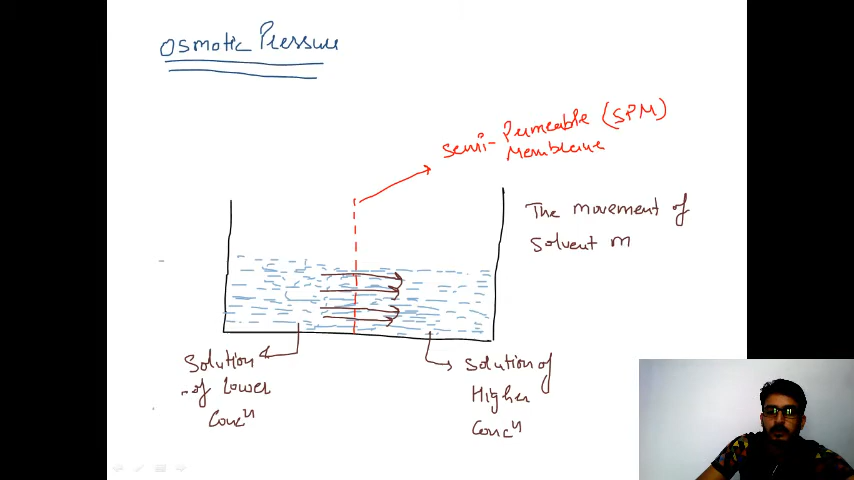 Osmotic Pressure
Semi-Permeable (SPM)
Membrane
The movement of
Solvent m
Solution
of lower
Concⁿ
Solution of
Higher
Concⁿ